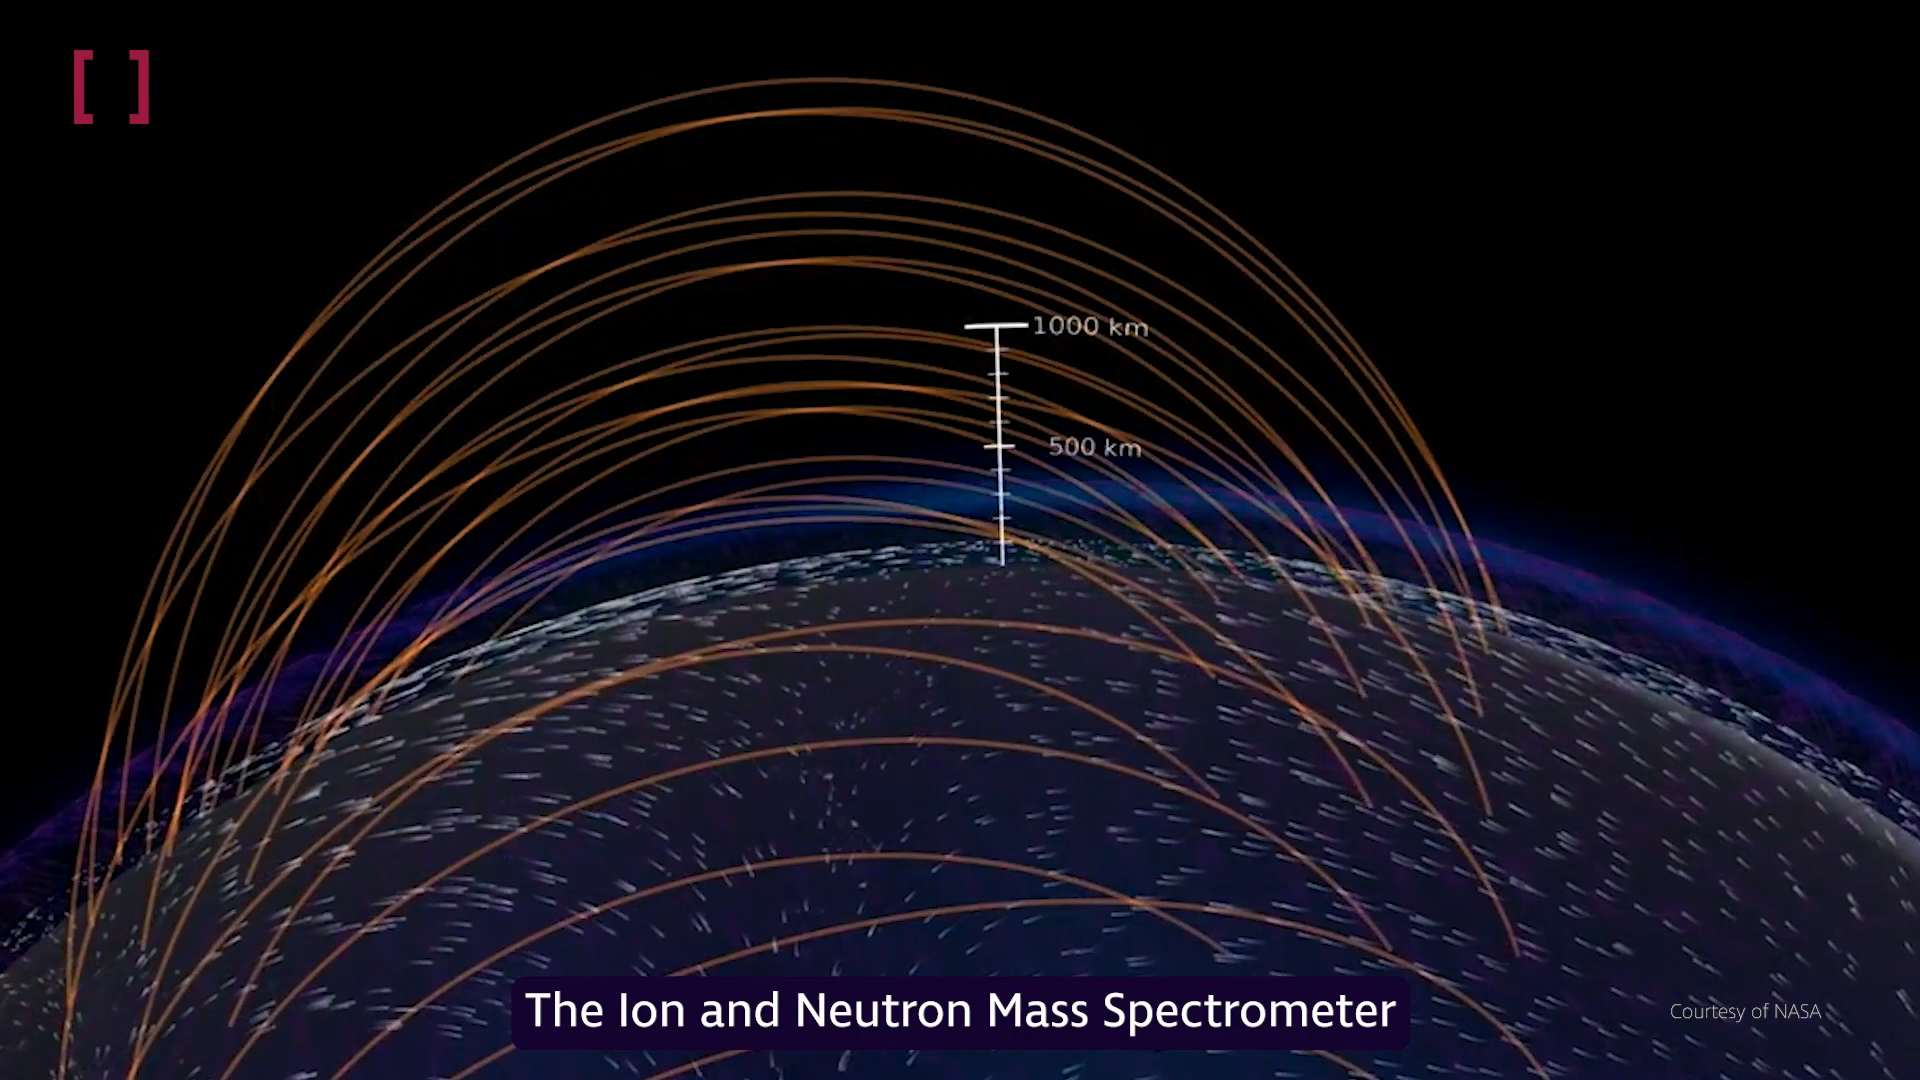 [ ]
1000 km
500 km
The Ion and Neutron Mass Spectrometer
Courtesy of NASA